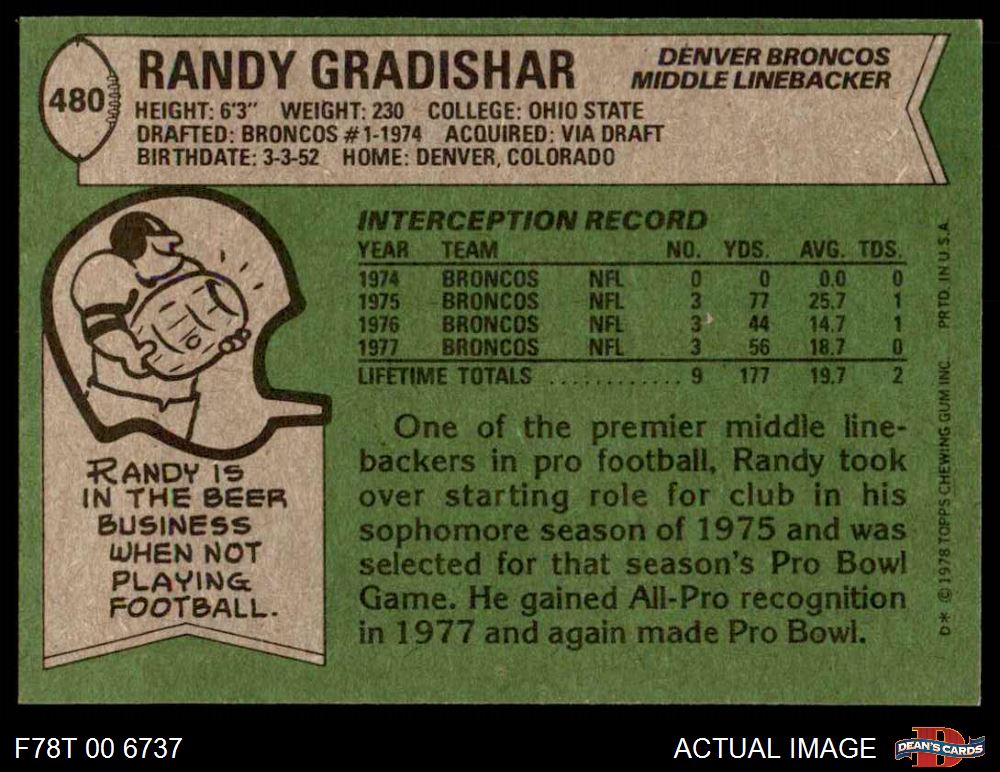 480
RANDY GRADISHAR
DENVER BRONCOS
MIDDLE LINEBACKER
HEIGHT: 6'3" WEIGHT: 230 COLLEGE: OHIO STATE
DRAFTED: BRONCOS #1-1974 ACQUIRED: VIA DRAFT
BIRTHDATE: 3-3-52 HOME: DENVER, COLORADO
INTERCEPTION RECORD
YEAR TEAM NO. YDS. AVG. TDS.
1974 BRONCOS NFL 0 0 0.0 0
1975 BRONCOS NFL 3 77 25.7 1
1976 BRONCOS NFL 3 44 14.7 1
1977 BRONCOS NFL 3 56 18.7 0
LIFETIME TOTALS ............ 9 177 19.7 2
One of the premier middle line-
backers in pro football, Randy took
over starting role for club in his
sophomore season of 1975 and was
selected for that season's Pro Bowl
Game. He gained All-Pro recognition
in 1977 and again made Pro Bowl.
RANDY IS
IN THE BEER
BUSINESS
WHEN NOT
PLAYING
FOOTBALL.
D* © 1978 TOPPS CHEWING GUM INC. PRTD. IN U.S.A.
F78T 00 6737
ACTUAL IMAGE
D
DEAN'S CARDS